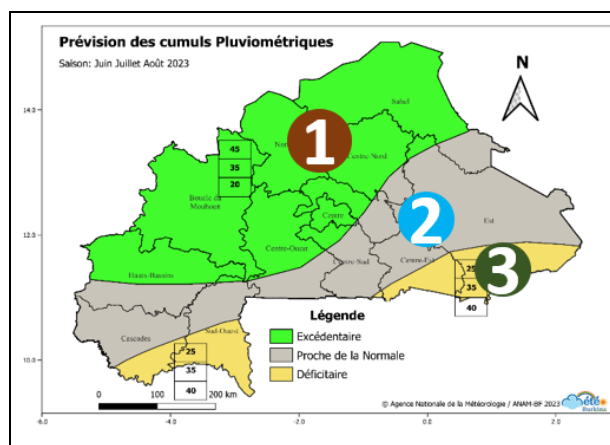 Prévision des cumuls Pluviométriques
Saison: Juin Juillet Août 2023
N
14.0
12.0
10.0
Sahel
Centre-Nord
1
45
35
20
Boucle du Mouhoun
Centre
2
Est
Centre-Ouest
Centre-Sud
Centre-Est
3
25
35
40
Hauts-Bassins
Cascades
Sud-Ouest
25
35
40
Légende
Excédentaire
Proche de la Normale
Déficitaire
0
100
200 km
© Agence Nationale de la Météorologie / ANAM-BF 2023
météo
Burkina
-6.0
-4.0
-2.0
0.0
2.0